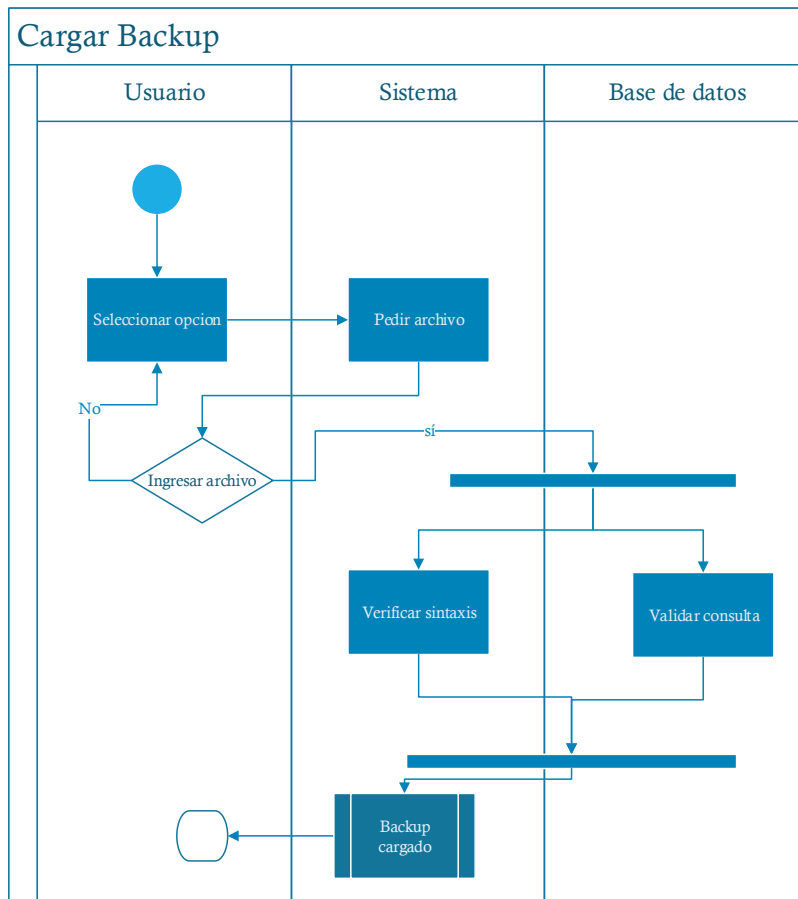 Cargar Backup
Usuario
Sistema
Base de datos
Seleccionar opcion
Pedir archivo
No
sí
Ingresar archivo
Verificar sintaxis
Validar consulta
Backup
cargado